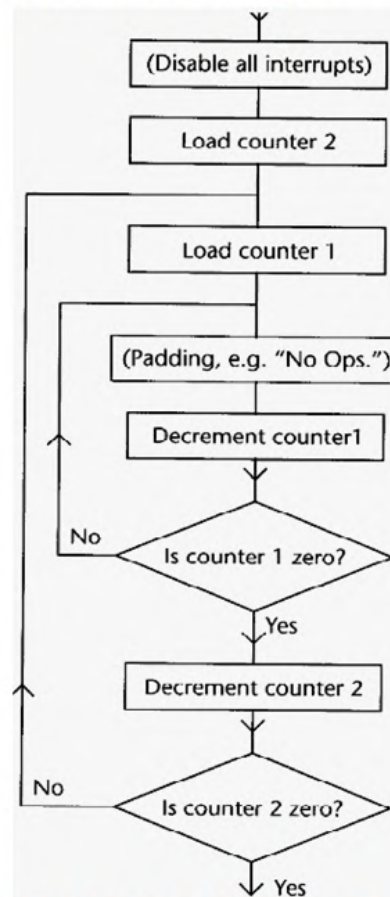 (Disable all interrupts)
Load counter 2
Load counter 1
(Padding, e.g. "No Ops.")
Decrement counter1
No
Is counter 1 zero?
Yes
Decrement counter 2
No
Is counter 2 zero?
Yes